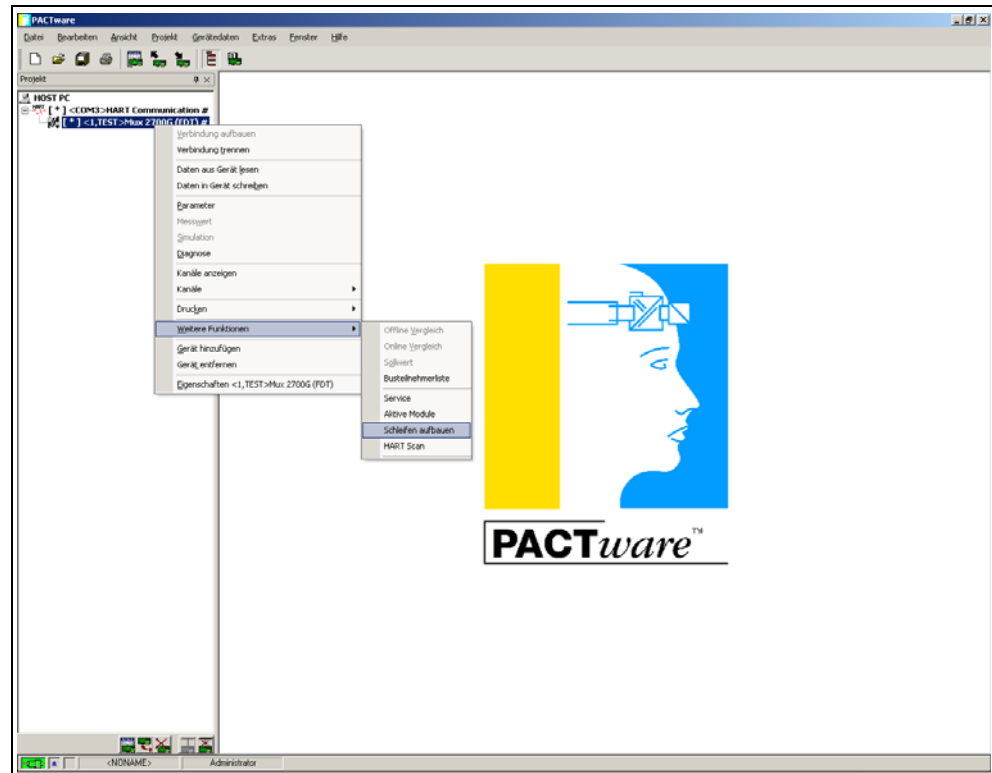 PACTware
Datei Bearbeiten Ansicht Projekt Gerätedaten Extras Fenster Hilfe
Projekt
HOST PC
[ * ] <COM3>HART Communication #
[ * ] <1,TEST>Mux 2700G (FDT) #
Verbindung aufbauen
Verbindung trennen
Daten aus Gerät lesen
Daten in Gerät schreiben
Parameter
Messwert
Simulation
Diagnose
Kanäle anzeigen
Kanäle
Drucken
Weitere Funktionen
Gerät hinzufügen
Gerät entfernen
Eigenschaften <1,TEST>Mux 2700G (FDT)
Offline Vergleich
Online Vergleich
Sollwert
Busteilnehmerliste
Service
Aktive Module
Schleifen aufbauen
HART Scan
PACTware™
<NONAME> Administrator